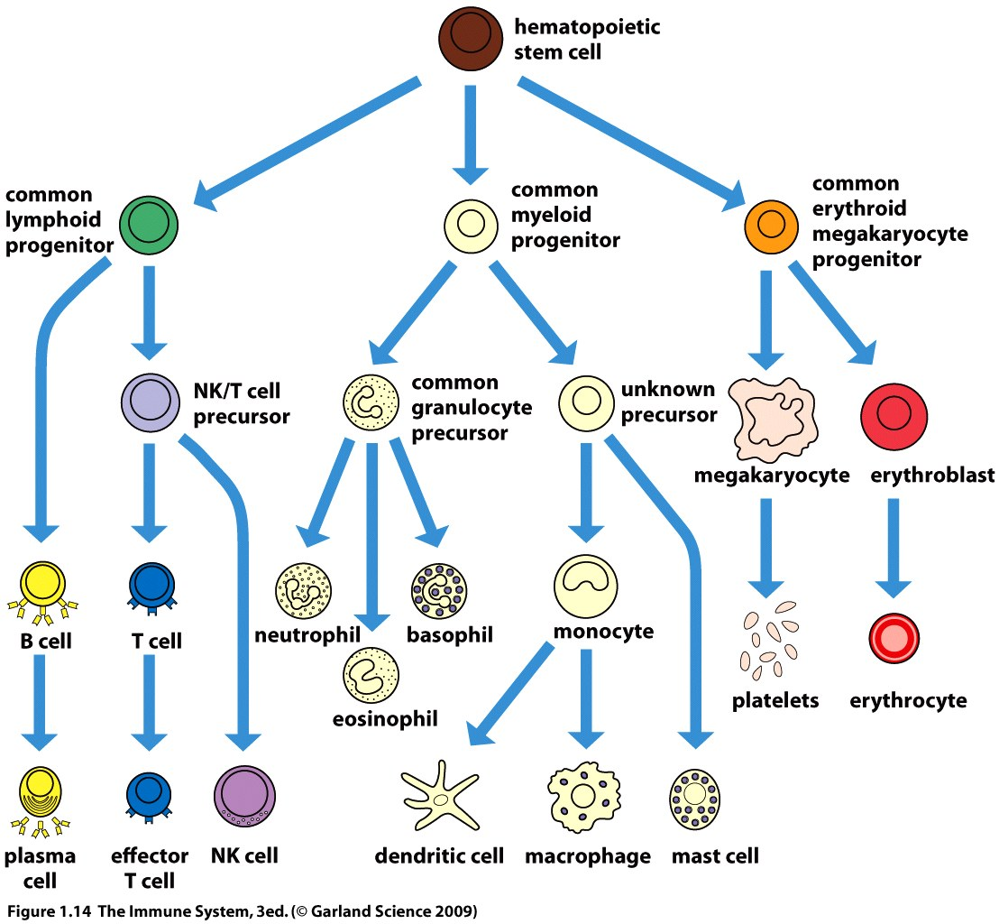 hematopoietic
stem cell
common
lymphoid
progenitor
common
myeloid
progenitor
common
erythroid
megakaryocyte
progenitor
NK/T cell
precursor
common
granulocyte
precursor
unknown
precursor
megakaryocyte
erythroblast
B cell
T cell
neutrophil
eosinophil
basophil
monocyte
platelets
erythrocyte
plasma
cell
effector
T cell
NK cell
dendritic cell
macrophage
mast cell
Figure 1.14 The Immune System, 3ed. (© Garland Science 2009)